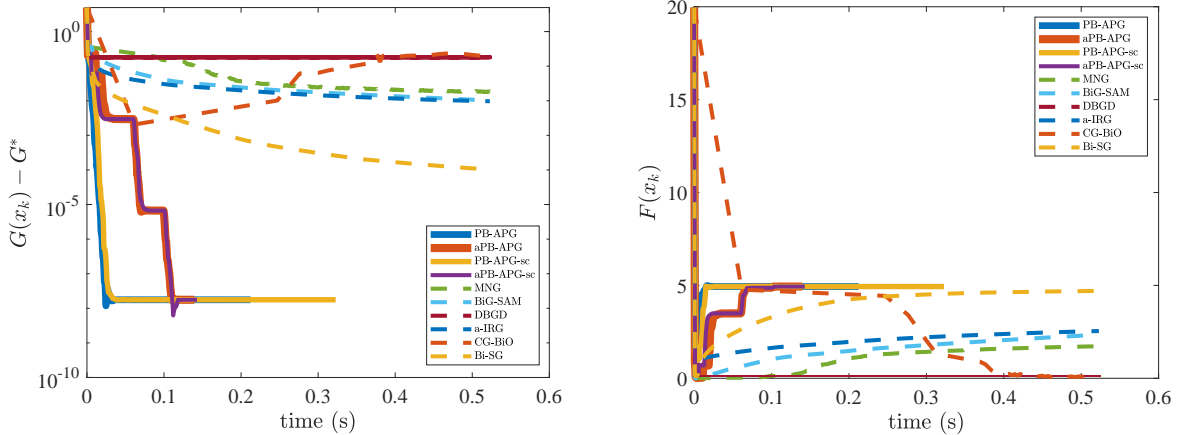 10^0
10^-5
10^-10
G(x_k) − G^*
0
0.1
0.2
0.3
0.4
0.5
0.6
time (s)
PB-APG
aPB-APG
PB-APG-sc
aPB-APG-sc
MNG
BiG-SAM
DBGD
a-IRG
CG-BiO
Bi-SG
20
15
10
5
0
F(x_k)
0
0.1
0.2
0.3
0.4
0.5
0.6
time (s)
PB-APG
aPB-APG
PB-APG-sc
aPB-APG-sc
MNG
BiG-SAM
DBGD
a-IRG
CG-BiO
Bi-SG